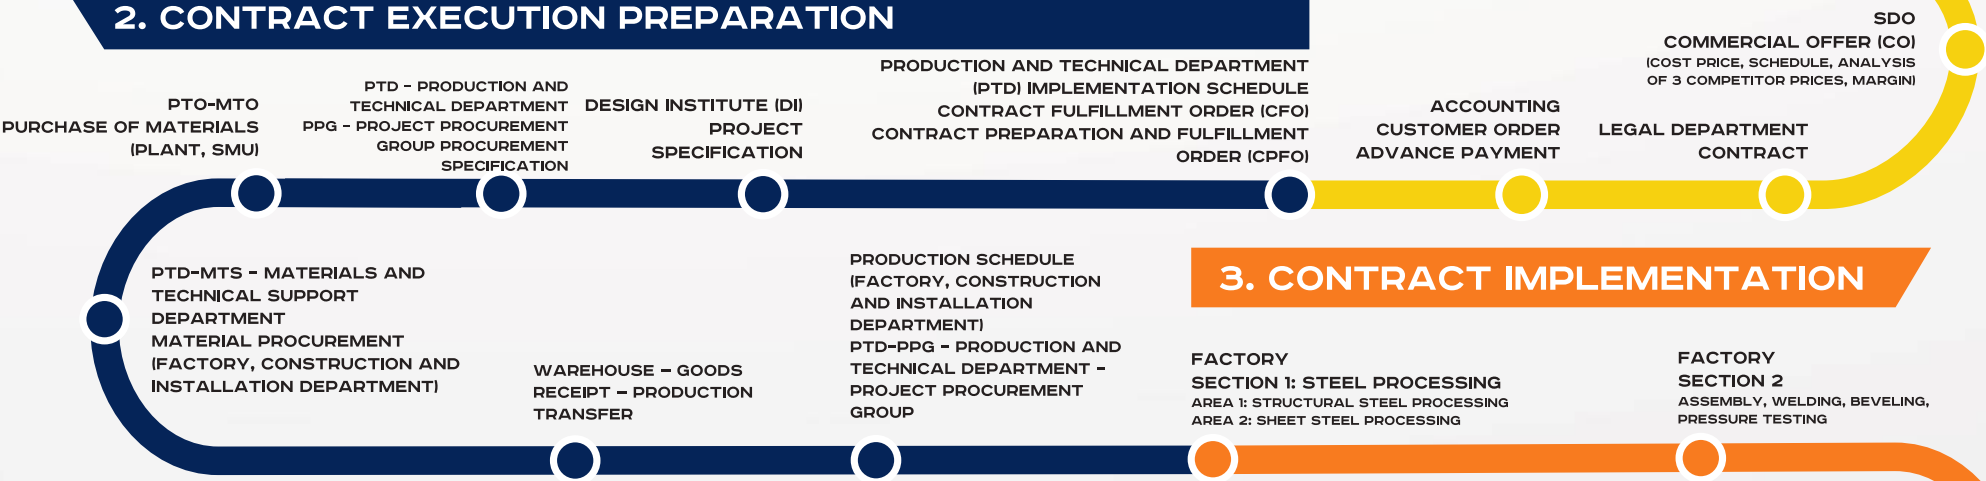 2. CONTRACT EXECUTION PREPARATION
SDO
COMMERCIAL OFFER (CO)
(COST PRICE, SCHEDULE, ANALYSIS
OF 3 COMPETITOR PRICES, MARGIN)
LEGAL DEPARTMENT
CONTRACT
ACCOUNTING
CUSTOMER ORDER
ADVANCE PAYMENT
PRODUCTION AND TECHNICAL DEPARTMENT
(PTD) IMPLEMENTATION SCHEDULE
CONTRACT FULFILLMENT ORDER (CFO)
CONTRACT PREPARATION AND FULFILLMENT
ORDER (CPFO)
DESIGN INSTITUTE (DI)
PROJECT
SPECIFICATION
PTD - PRODUCTION AND
TECHNICAL DEPARTMENT
PPG - PROJECT PROCUREMENT
GROUP PROCUREMENT
SPECIFICATION
PTO-MTO
PURCHASE OF MATERIALS
(PLANT, SMU)
PTD-MTS - MATERIALS AND
TECHNICAL SUPPORT
DEPARTMENT
MATERIAL PROCUREMENT
(FACTORY, CONSTRUCTION AND
INSTALLATION DEPARTMENT)
WAREHOUSE – GOODS
RECEIPT – PRODUCTION
TRANSFER
PRODUCTION SCHEDULE
(FACTORY, CONSTRUCTION
AND INSTALLATION
DEPARTMENT)
PTD-PPG - PRODUCTION AND
TECHNICAL DEPARTMENT -
PROJECT PROCUREMENT
GROUP
3. CONTRACT IMPLEMENTATION
FACTORY
SECTION 1: STEEL PROCESSING
AREA 1: STRUCTURAL STEEL PROCESSING
AREA 2: SHEET STEEL PROCESSING
FACTORY
SECTION 2
ASSEMBLY, WELDING, BEVELING,
PRESSURE TESTING